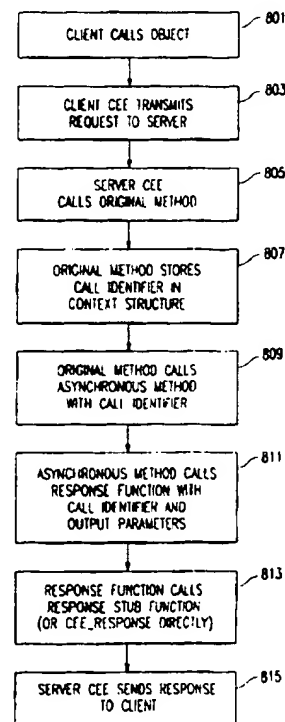 801
CLIENT CALLS OBJECT
803
CLIENT CEE TRANSMITS
REQUEST TO SERVER
805
SERVER CEE
CALLS ORIGINAL METHOD
807
ORIGINAL METHOD STORES
CALL IDENTIFIER IN
CONTEXT STRUCTURE
809
ORIGINAL METHOD CALLS
ASYNCHRONOUS METHOD
WITH CALL IDENTIFIER
811
ASYNCHRONOUS METHOD CALLS
RESPONSE FUNCTION WITH
CALL IDENTIFIER AND
OUTPUT PARAMETERS
813
RESPONSE FUNCTION CALLS
RESPONSE STUB FUNCTION
(OR CEE_RESPONSE DIRECTLY)
815
SERVER CEE SENDS RESPONSE
TO CLIENT